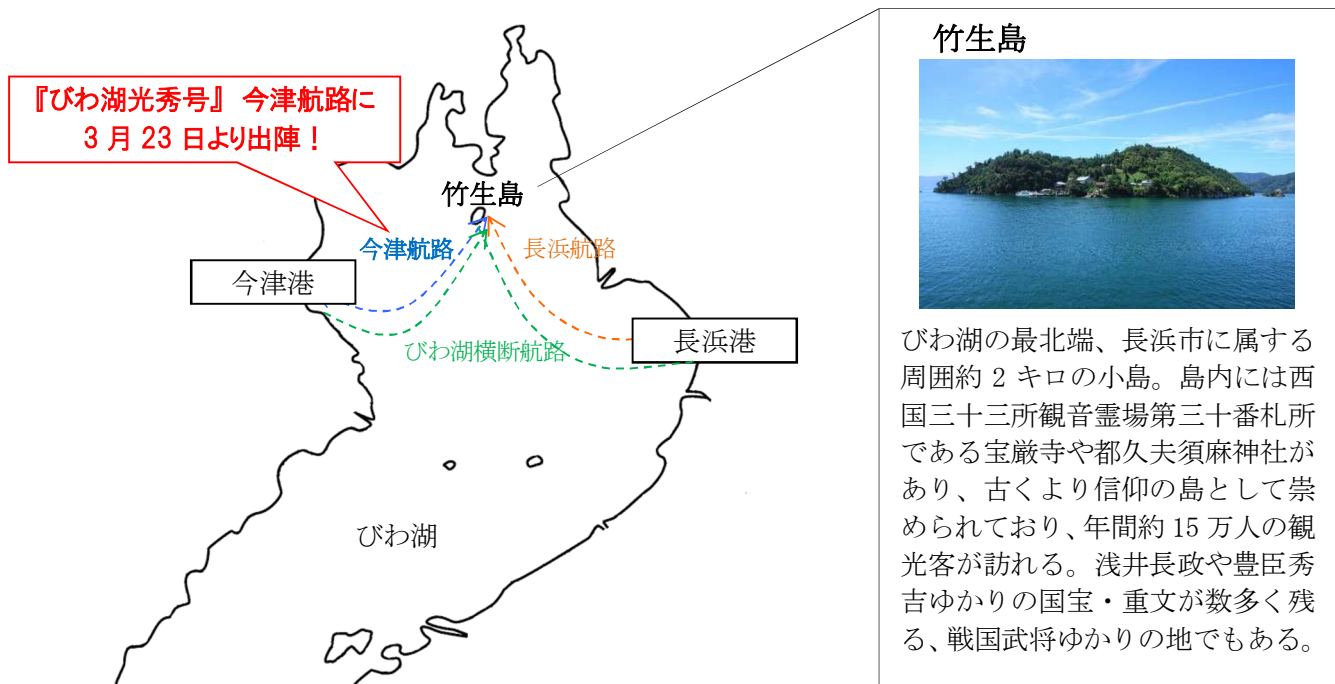 『びわ湖光秀号』 今津航路に
3 月 23 日より出陣！
竹生島
今津航路
長浜航路
今津港
長浜港
びわ湖横断航路
びわ湖
竹生島
びわ湖の最北端、長浜市に属する
周囲約 2 キロの小島。島内には西
国三十三所観音霊場第三十番札所
である宝厳寺や都久夫須麻神社が
あり、古くより信仰の島として崇
められており、年間約 15 万人の観
光客が訪れる。浅井長政や豊臣秀
吉ゆかりの国宝・重文が数多く残
る、戦国武将ゆかりの地でもある。